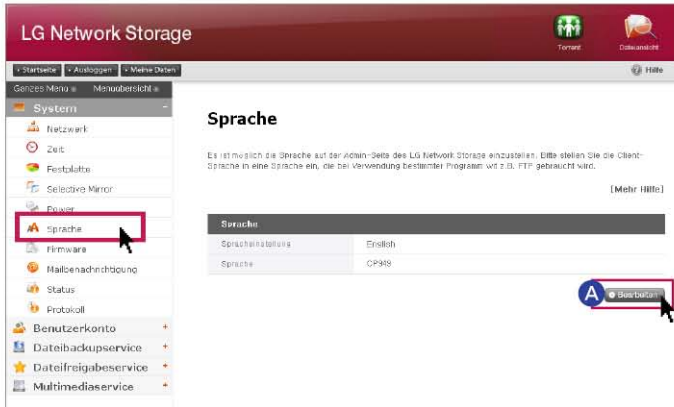 LG Network Storage
Torrent
Dateiansicht
Startseite
Ausloggen
Meine Daten
Hilfe
Ganzes Menü
Menüübersicht
System
Netzwerk
Zeit
Festplatte
Selective Mirror
Power
Sprache
Firmware
Mailbenachrichtigung
Status
Protokoll
Benutzerkonto
Dateibackupservice
Dateifreigabeservice
Multimediaservice
Sprache
Es ist möglich die Sprache auf der Admin-Seite des LG Network Storage einzustellen. Bitte stellen Sie die Client-
Sprache in eine Sprache ein, die bei Verwendung bestimmter Programm wit z.B. FTP gebraucht wird.
[Mehr Hilfe]
Sprache
Spracheinstellung
English
Sprache
CP949
A
Bearbeiten